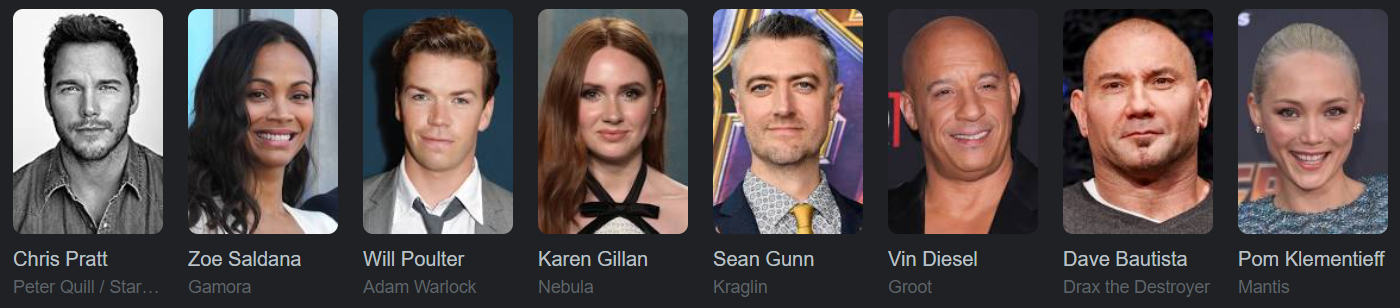 Chris Pratt
Peter Quill / Star…
Zoe Saldana
Gamora
Will Poulter
Adam Warlock
Karen Gillan
Nebula
Sean Gunn
Kraglin
Vin Diesel
Groot
Dave Bautista
Drax the Destroyer
Pom Klementieff
Mantis